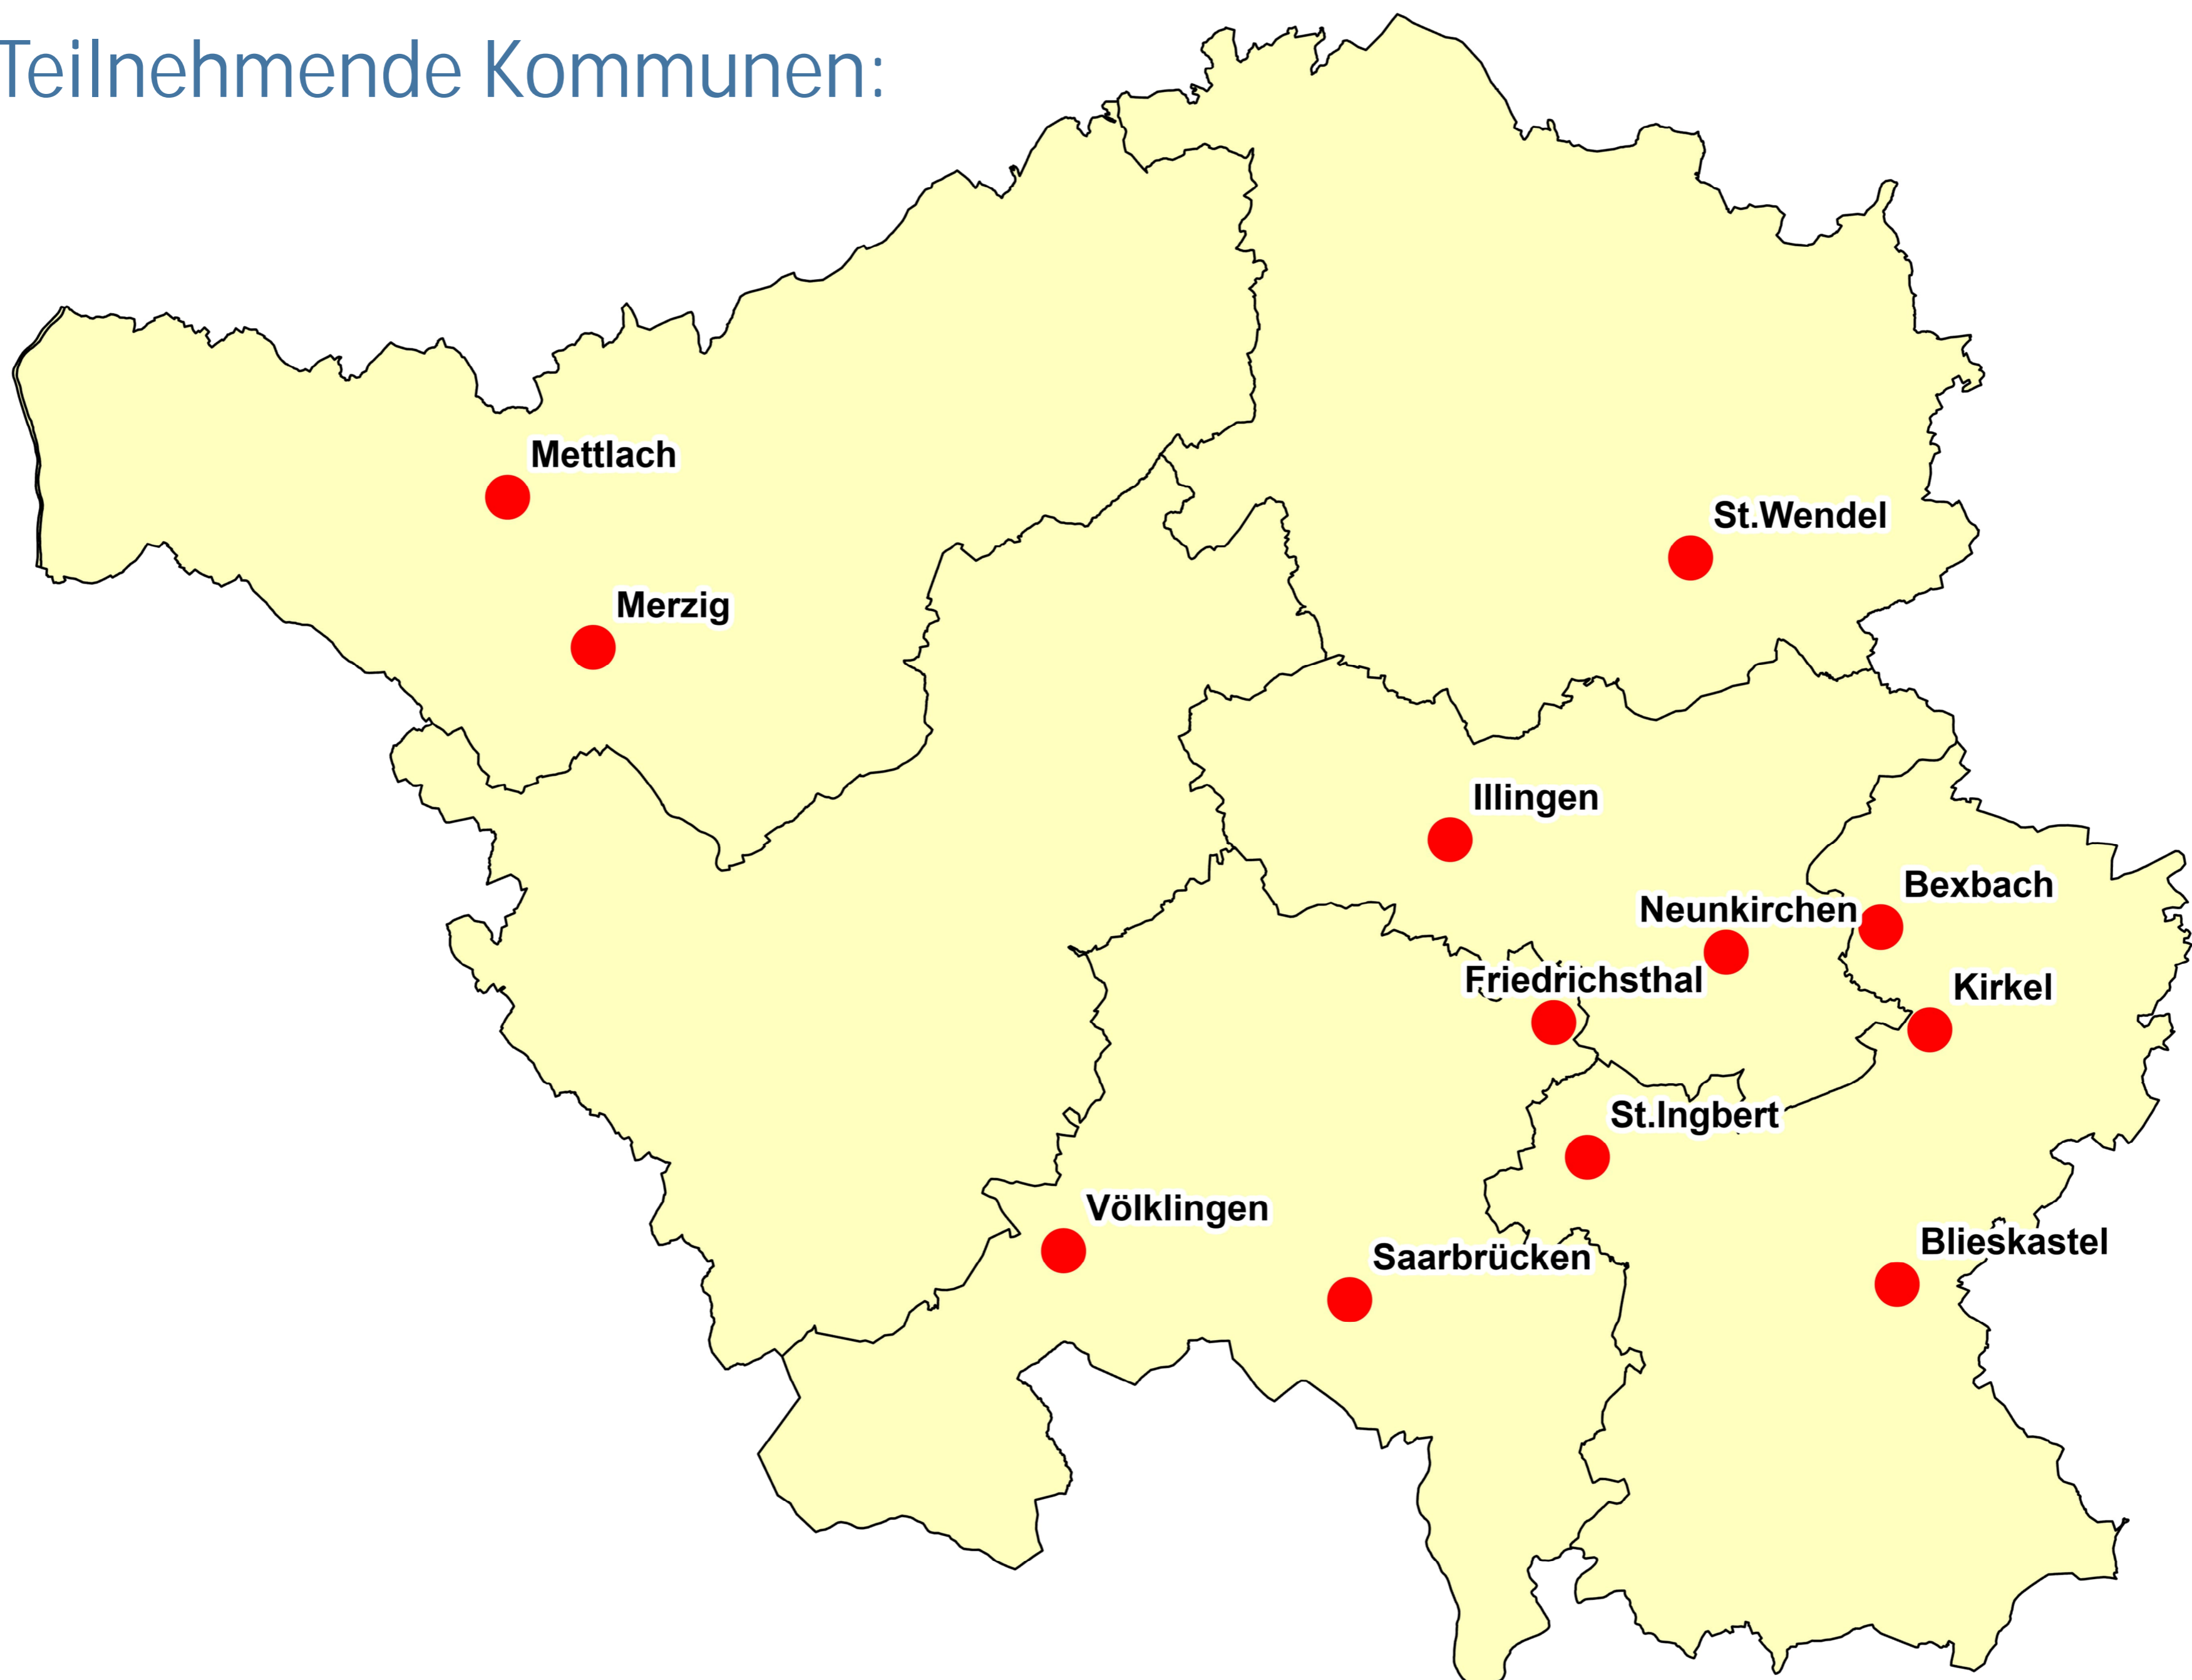 Teilnehmende Kommunen:
Mettlach
St.Wendel
Merzig
Illingen
Bexbach
Neunkirchen
Friedrichsthal
Kirkel
St.Ingbert
Völklingen
Blieskastel
Saarbrücken